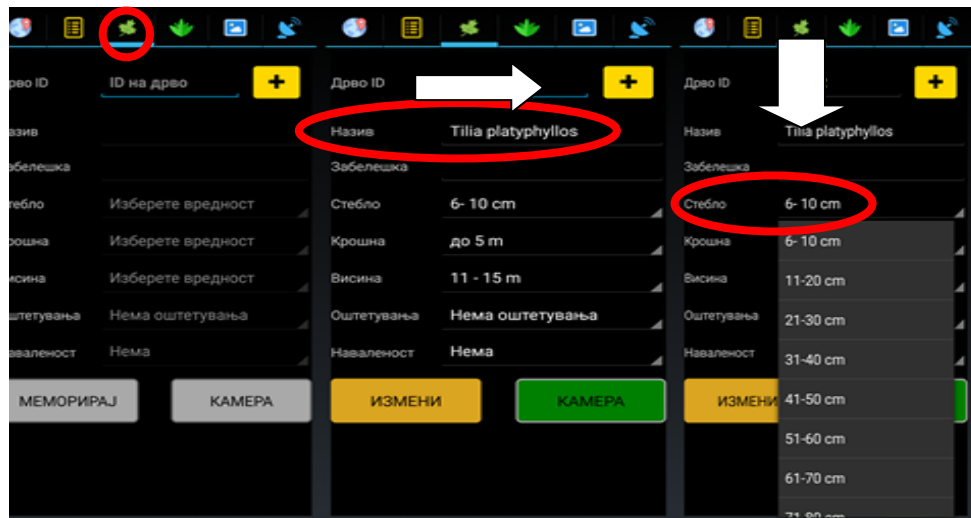 рво ID ID на дрво +
азив
абелешка
тебло Изберете вредност
рошна Изберете вредност
исина Изберете вредност
штетувања Нема оштетувања
аваленост Нема
МЕМОРИРАЈ КАМЕРА
Дрво ID +
Назив Tilia platyphyllos
Забелешка
Стебло 6- 10 cm
Крошна до 5 m
Висина 11 - 15 m
Оштетувања Нема оштетувања
Наваленост Нема
ИЗМЕНИ КАМЕРА
Дрво ID +
Назив Tilia platyphyllos
Забелешка
Стебло 6- 10 cm
Крошна 6- 10 cm
Висина 11-20 cm
Оштетувања 21-30 cm
Наваленост 31-40 cm
ИЗМЕНИ 41-50 cm
51-60 cm
61-70 cm
71-80 cm